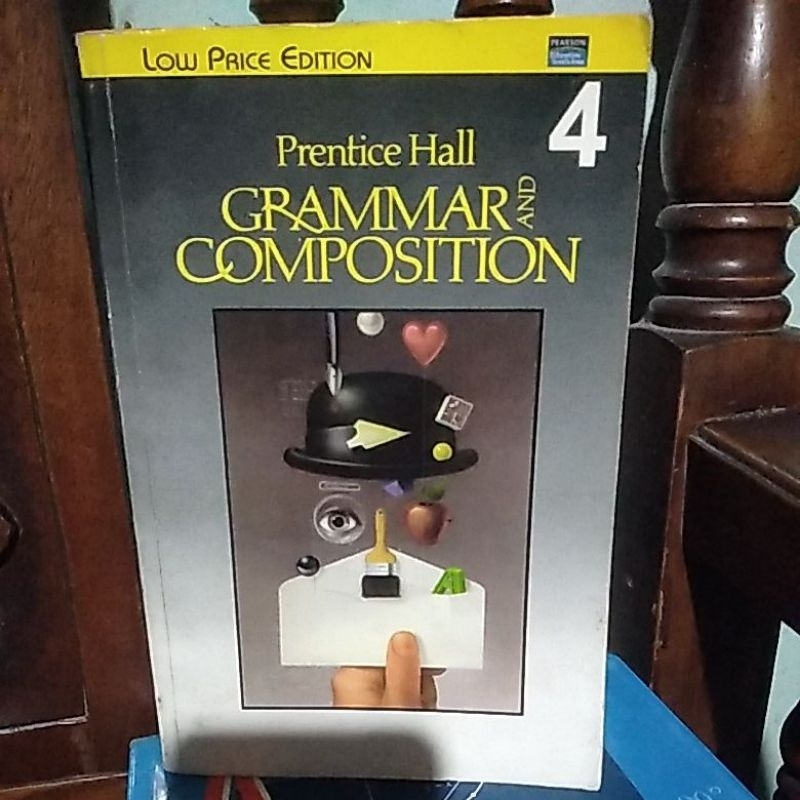 LOW PRICE EDITION
PEARSON
4
Prentice Hall
GRAMMAR AND
COMPOSITION